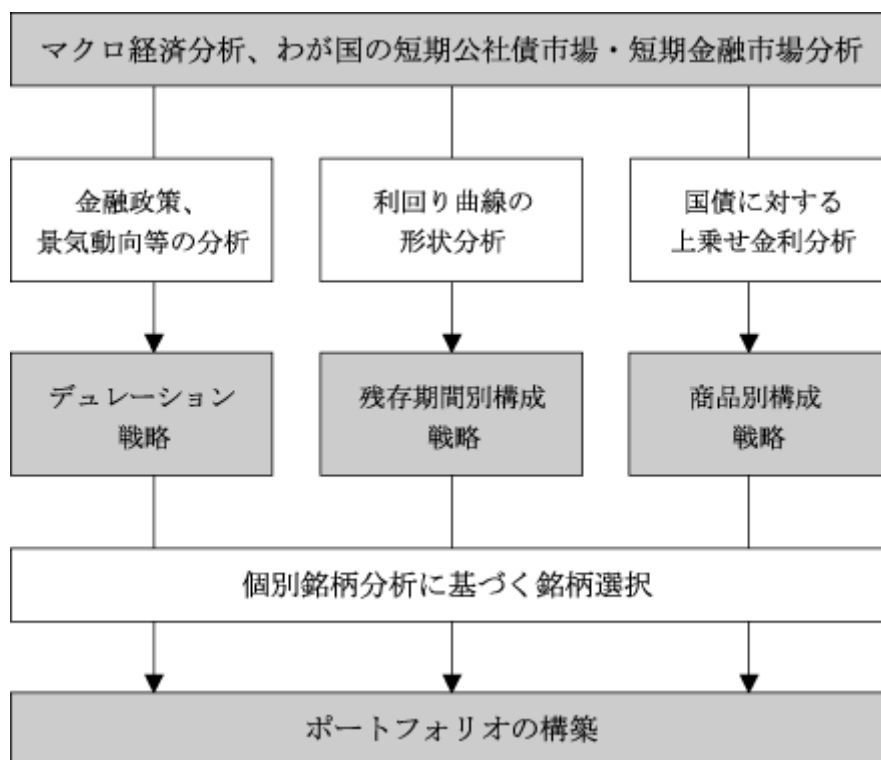 マクロ経済分析、わが国の短期公社債市場・短期金融市場分析
金融政策、
景気動向等の分析
利回り曲線の
形状分析
国債に対する
上乗せ金利分析
デュレーション
戦略
残存期間別構成
戦略
商品別構成
戦略
個別銘柄分析に基づく銘柄選択
ポートフォリオの構築